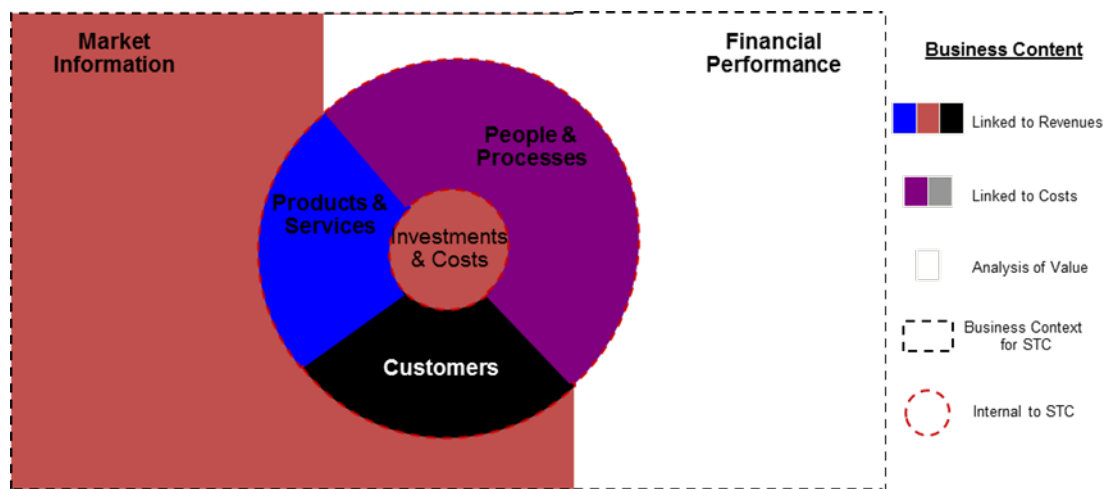 Market
Information
Financial
Performance
People &
Processes
Products &
Services
Investments
& Costs
Customers
Business Content
Linked to Revenues
Linked to Costs
Analysis of Value
Business Context
for STC
Internal to STC